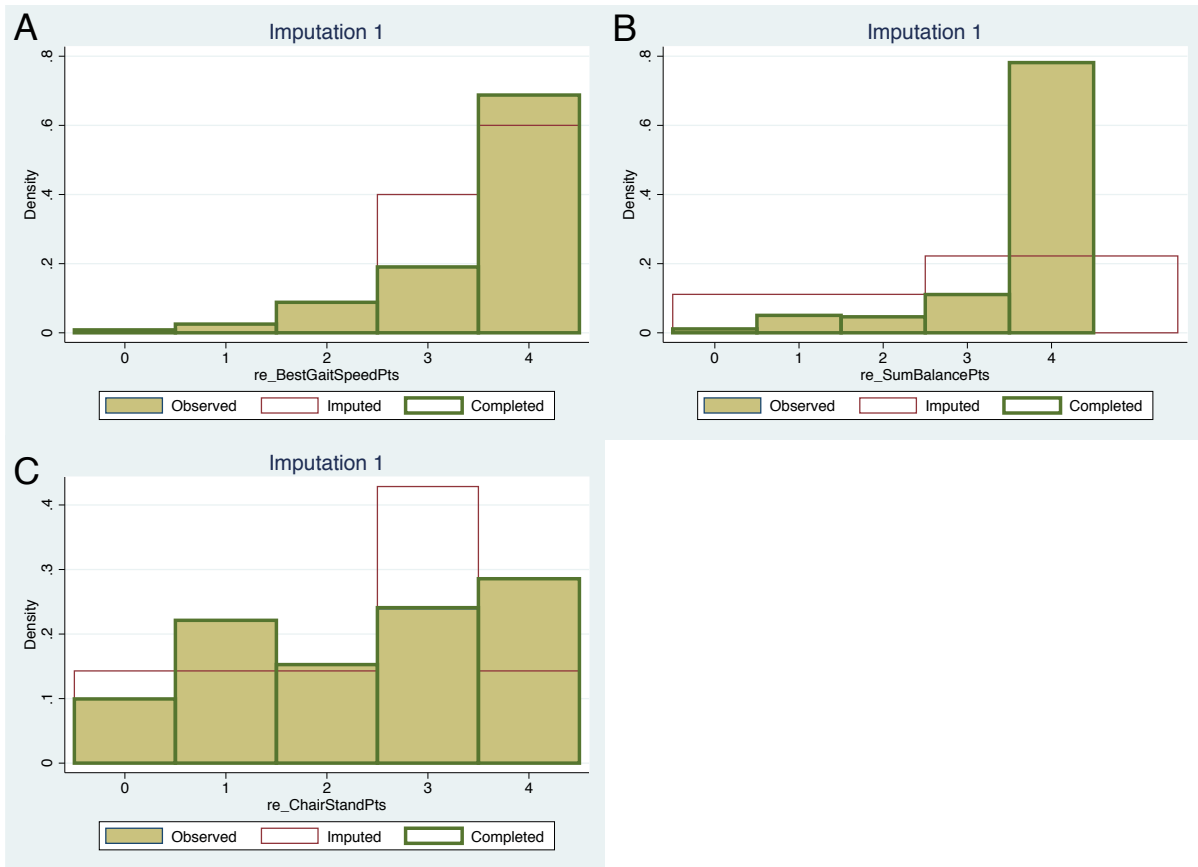 A
Imputation 1
.8
.6
.4
.2
0
Density
0 1 2 3 4
re_BestGaitSpeedPts
Observed Imputed Completed
B
Imputation 1
.8
.6
.4
.2
0
Density
0 1 2 3 4
re_SumBalancePts
Observed Imputed Completed
C
Imputation 1
.4
.3
.2
.1
0
Density
0 1 2 3 4
re_ChairStandPts
Observed Imputed Completed